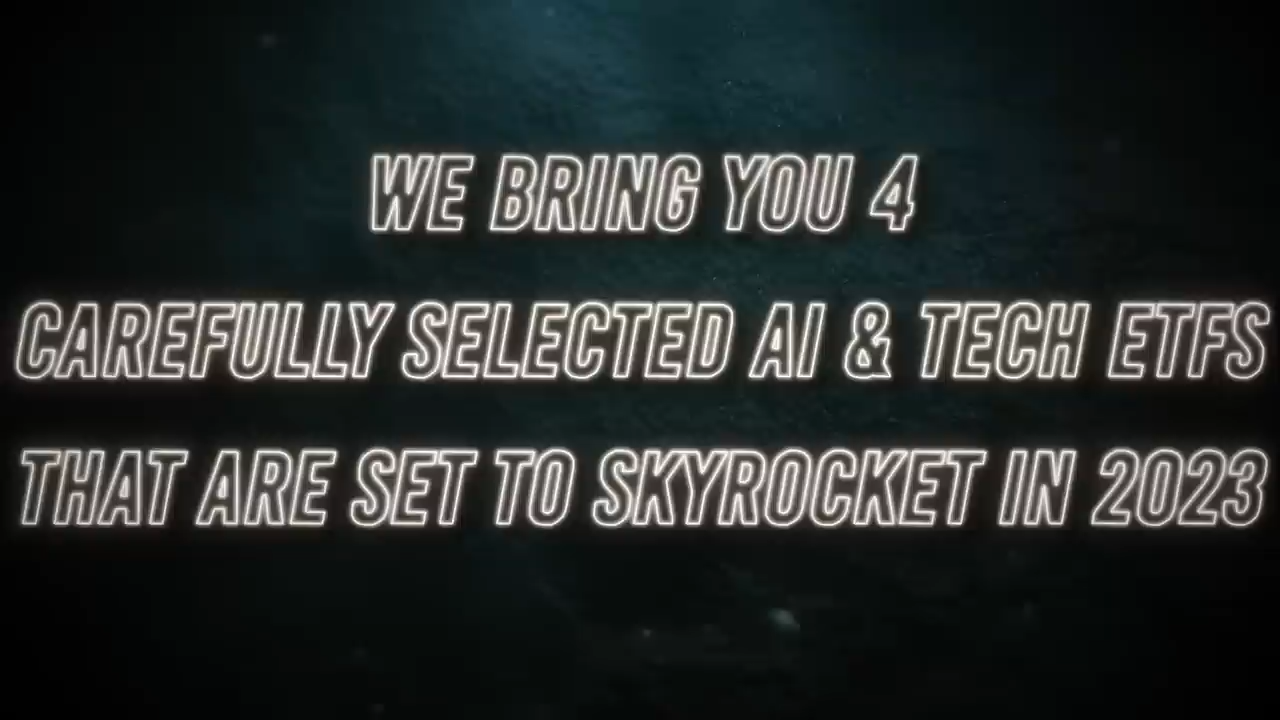 WE BRING YOU 4
CAREFULLY SELECTED AI & TECH ETFS
THAT ARE SET TO SKYROCKET IN 2023